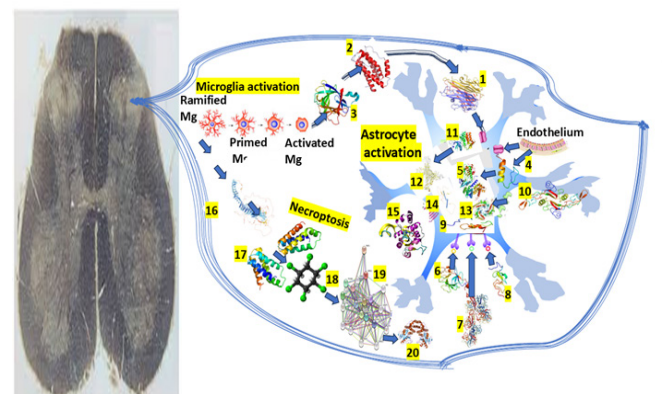 2
1
Microglia activation
Ramified
Mg
3
Primed
Activated
Mg
11
Endothelium
Astrocyte
activation
4
5
12
10
16
14
15
13
9
Necroptosis
17
18
19
6
8
7
20